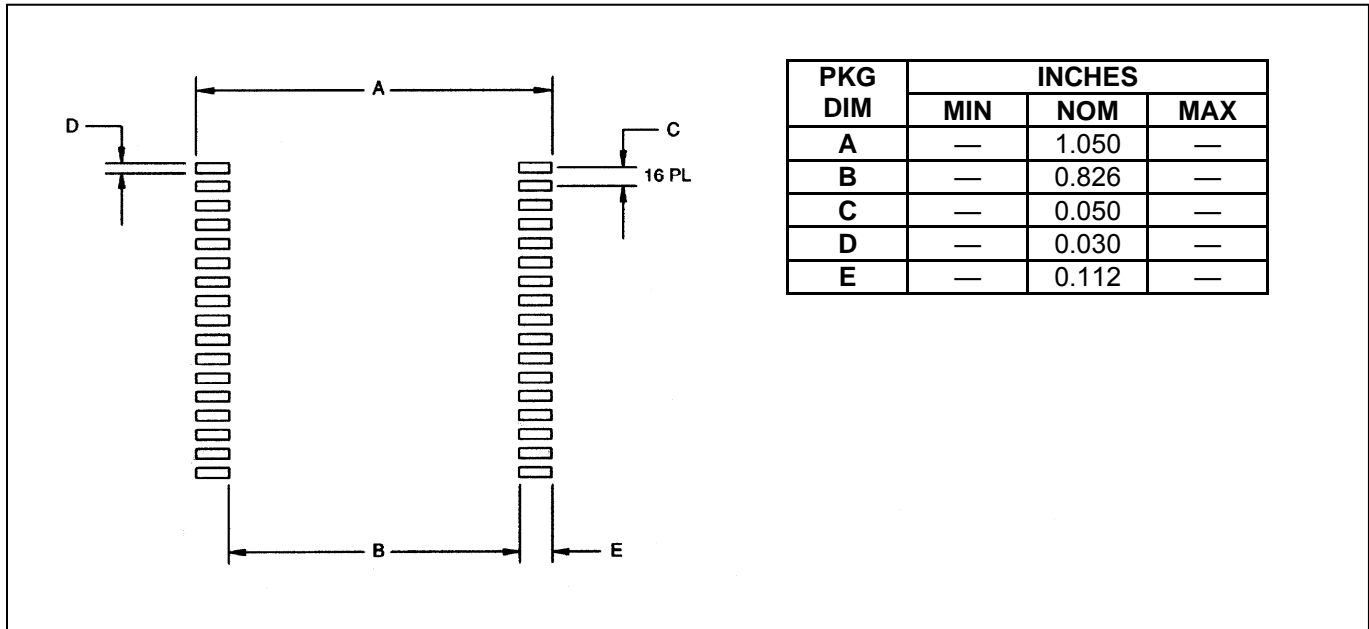 A
D
C
16 PL
B
E
PKG DIM INCHES
MIN NOM MAX
A — 1.050 —
B — 0.826 —
C — 0.050 —
D — 0.030 —
E — 0.112 —